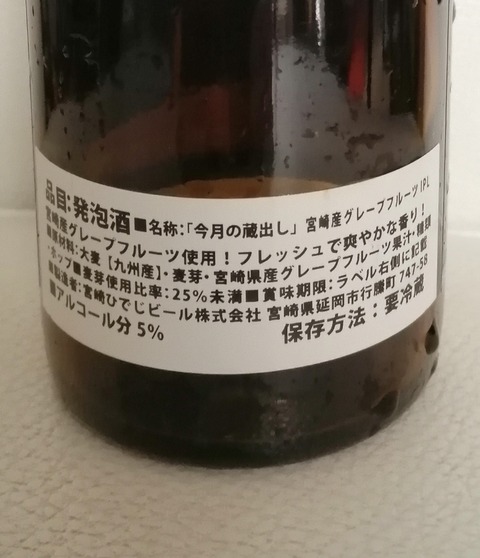 品目:発泡酒■名称:「今月の蔵出し」宮崎産グレープフルーツIPL
宮崎産グレープフルーツ使用！フレッシュで爽やかな香り！
原材料:大麦【九州産】・麦芽・宮崎県産グレープフルーツ果汁・糖類
・ホップ■麦芽使用比率:25%未満■賞味期限:ラベル右側に記載
■製造者:宮崎ひでじビール株式会社 宮崎県延岡市行縢町747-58
■アルコール分5% 保存方法：要冷蔵